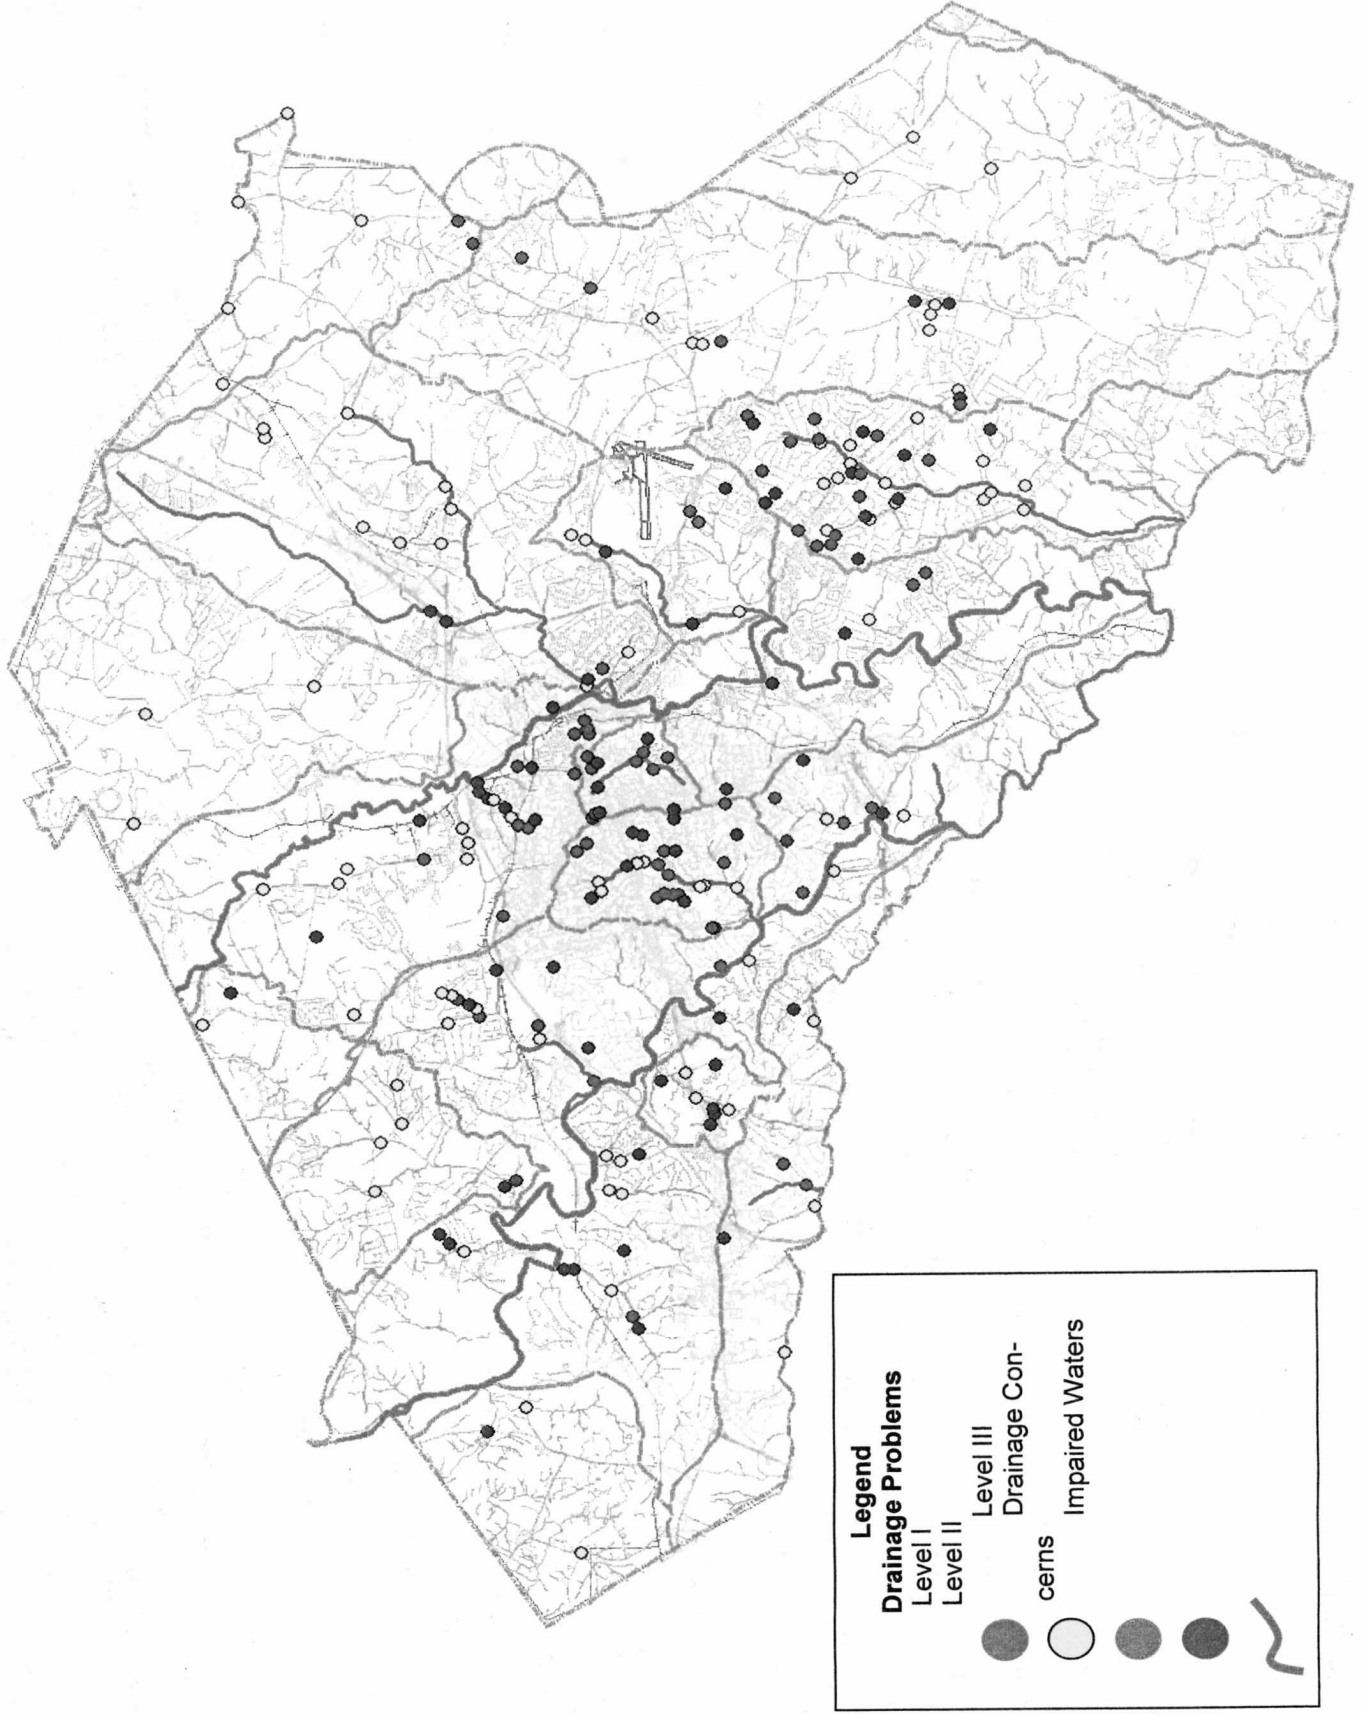 Legend
Drainage Problems
Level I
Level II
Level III
Drainage Con-
cerns
Impaired Waters